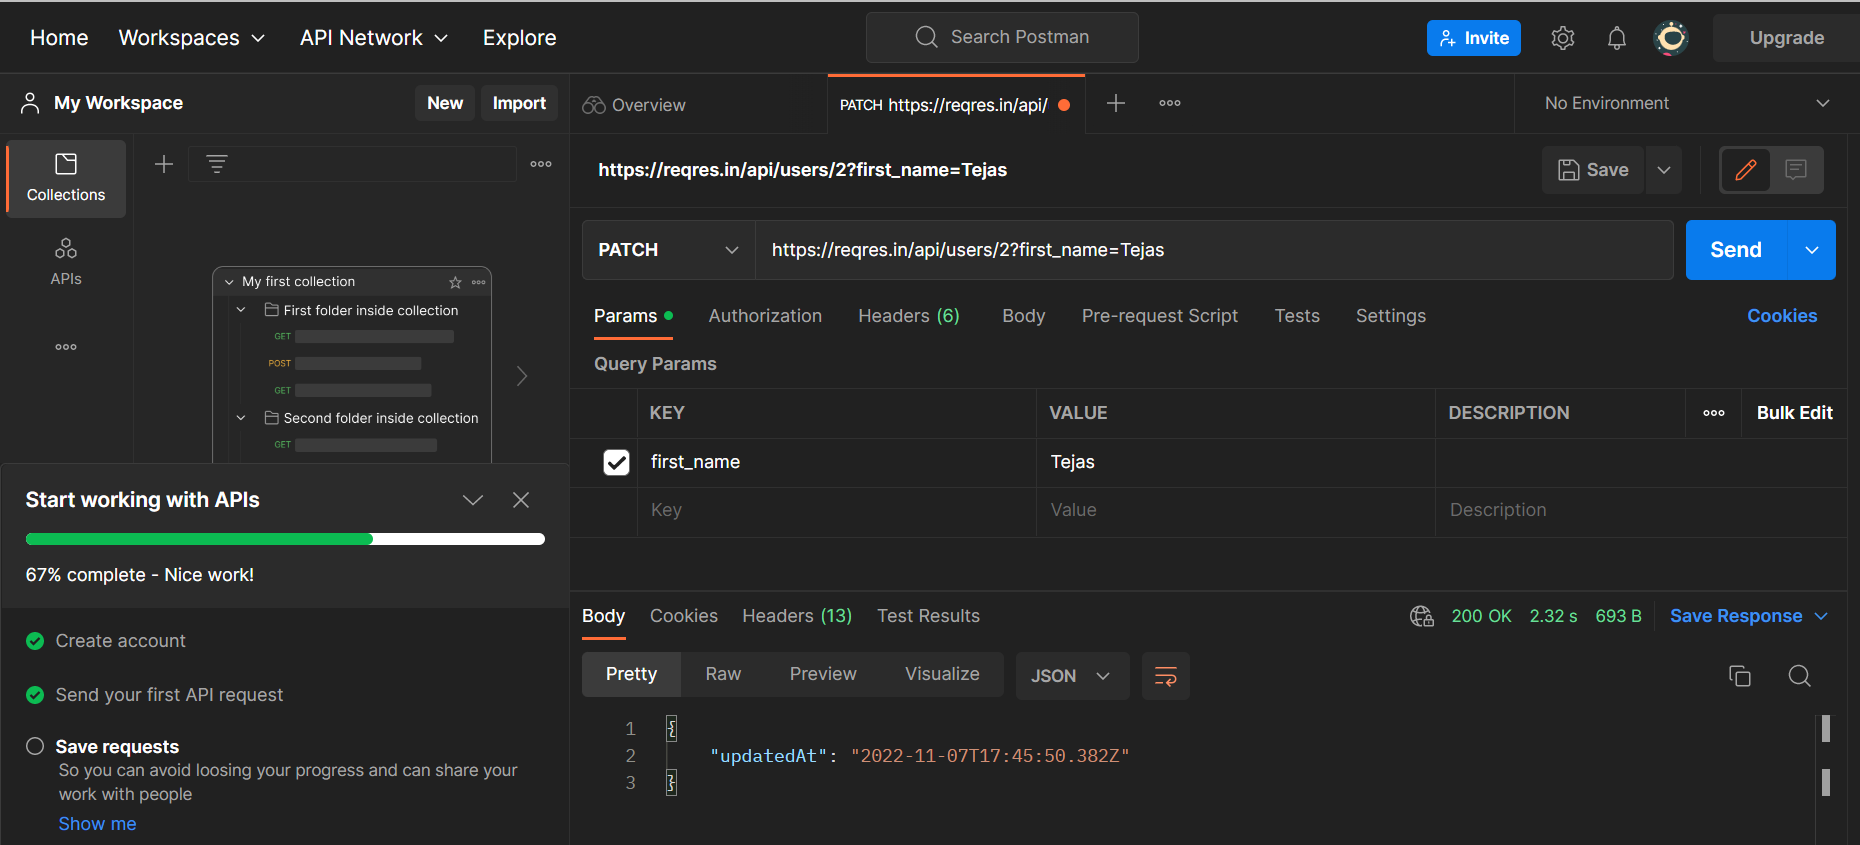 Home Workspaces API Network Explore Search Postman Invite Upgrade
My Workspace New Import
Overview PATCH https://reqres.in/api/ No Environment
Collections
APIs
My first collection
First folder inside collection
GET
POST
GET
Second folder inside collection
GET
Start working with APIs
67% complete - Nice work!
Create account
Send your first API request
Save requests
So you can avoid loosing your progress and can share your
work with people
Show me
https://reqres.in/api/users/2?first_name=Tejas Save
PATCH https://reqres.in/api/users/2?first_name=Tejas Send
Params Authorization Headers (6) Body Pre-request Script Tests Settings Cookies
Query Params
KEY VALUE DESCRIPTION Bulk Edit
first_name Tejas
Key Value Description
Body Cookies Headers (13) Test Results 200 OK 2.32 s 693 B Save Response
Pretty Raw Preview Visualize JSON
1 {
2 "updatedAt": "2022-11-07T17:45:50.382Z"
3 }